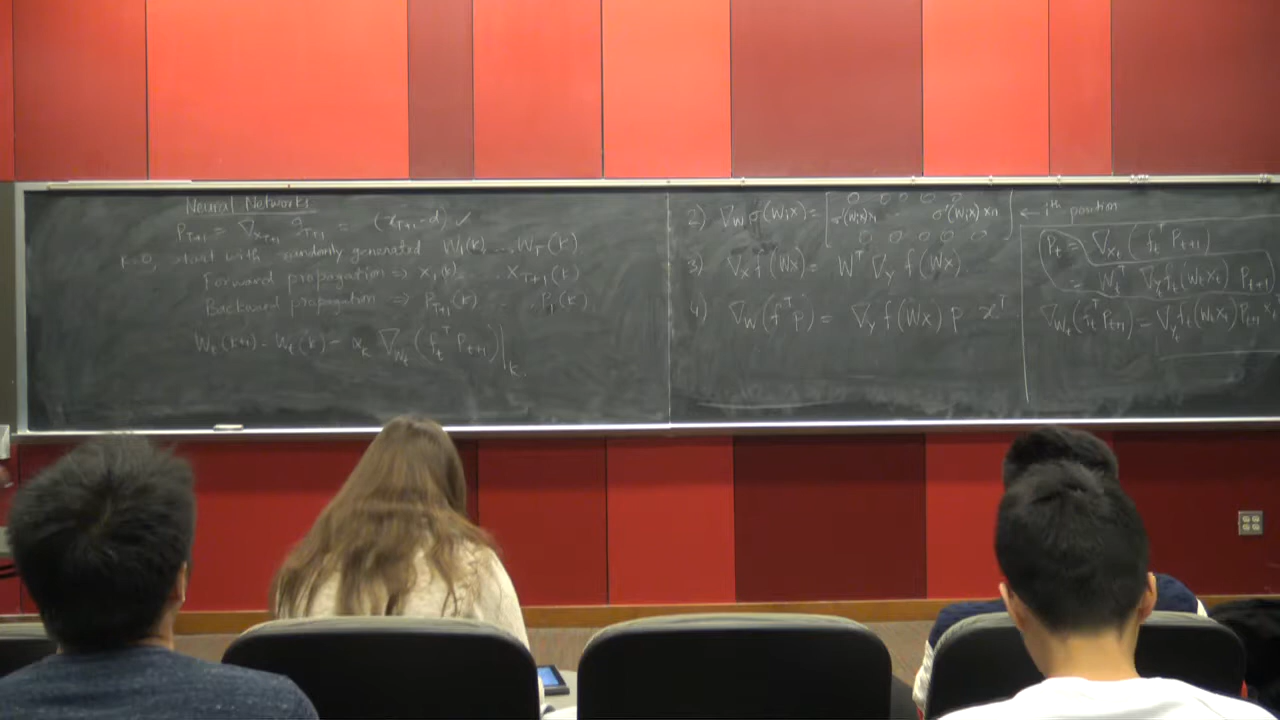 Neural Networks
P_{T+1} = ∇_{x_{T+1}} g_{T+1} = (x_{T+1} - d) ✓
k=0, start with randomly generated W_1(k) ... W_T(k)
Forward propagation ⇒ x_1(k) . . x_{T+1}(k)
Backward propagation ⇒ P_{T+1}(k) . . P_1(k)
W_t(k+1) = W_t(k) - α_k ∇_{W_t} (f_t^T P_{t+1}) |_k
2) ∇_W σ(W_i x) = [ 0 0 0 0 0
σ'(W_i x) x_1 . . σ'(W_i x) x_n
0 0 0 0 0 ] ← i^th position
3) ∇_x f(Wx) = W^T ∇_y f(Wx)
4) ∇_W (f^T p) = ∇_y f(Wx) p x^T
P_t = ∇_{x_t} (f_t^T P_{t+1})
= W_t^T ∇_y f_t(W_t x_t) P_{t+1}
∇_{W_t} (f_t^T P_{t+1}) = ∇_y f_t(W_t x_t) P_{t+1} x_t^T